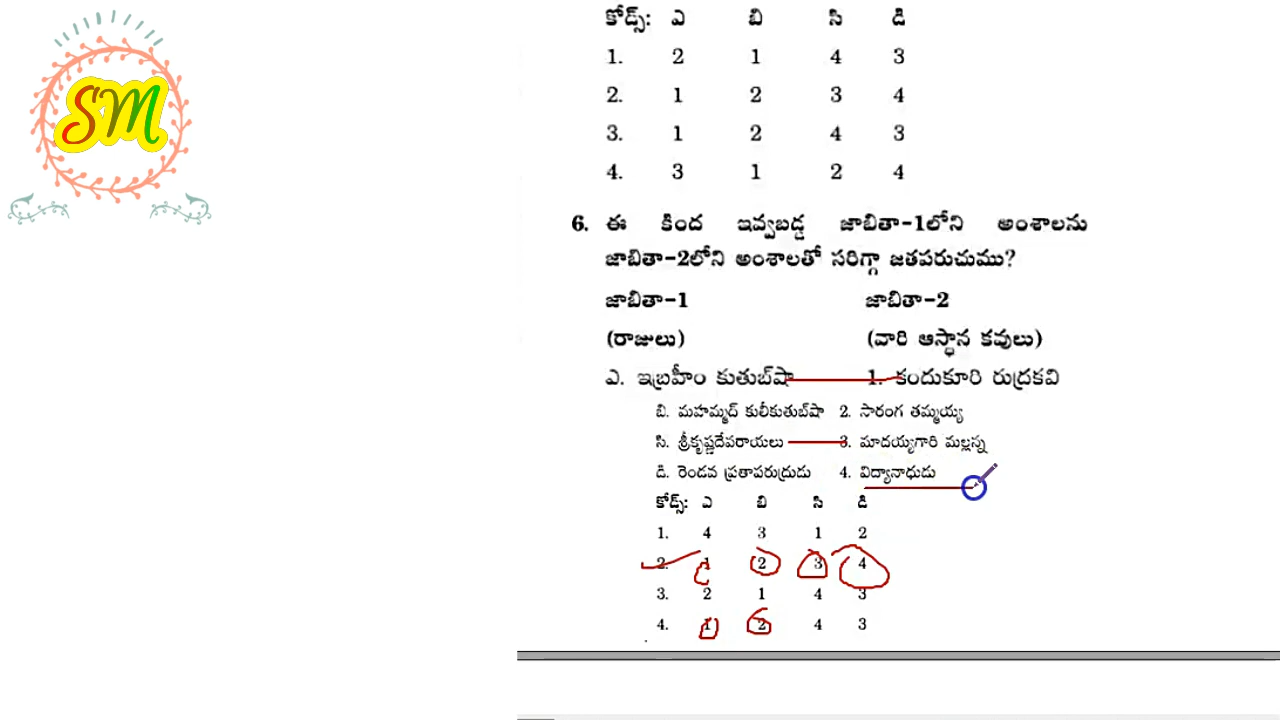 SM
కోడ్స్: ఎ బి సి డి
1. 2 1 4 3
2. 1 2 3 4
3. 1 2 4 3
4. 3 1 2 4
6. ఈ కింద ఇవ్వబడ్డ జాబితా-1లోని అంశాలను
జాబితా-2లోని అంశాలతో సరిగ్గా జతపరుచుము?
జాబితా-1 జాబితా-2
(రాజులు) (వారి ఆస్థాన కవులు)
ఎ. ఇబ్రహీం కుతుబ్‌షా 1. కందుకూరి రుద్రకవి
బి. మహమ్మద్ కులీకుతుబ్‌షా 2. సారంగ తమ్మయ్య
సి. శ్రీకృష్ణదేవరాయలు 3. మాదయ్యగారి మల్లన్న
డి. రెండవ ప్రతాపరుద్రుడు 4. విద్యానాధుడు
కోడ్స్: ఎ బి సి డి
1. 4 3 1 2
2. 1 2 3 4
3. 2 1 4 3
4. 1 2 4 3